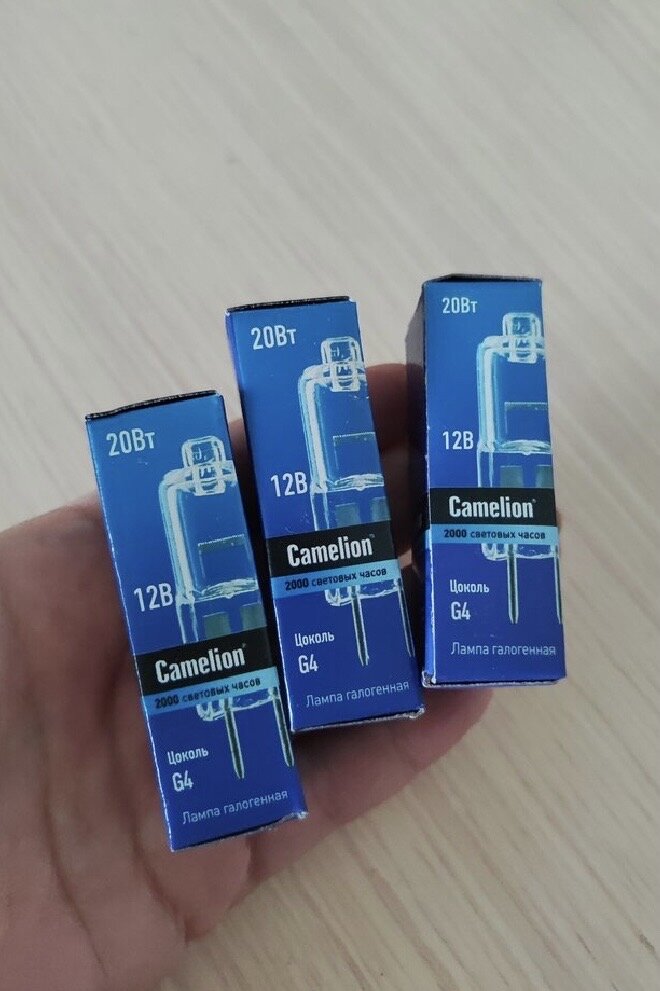 20Вт
12В
Camelion
2000 световых часов
Цоколь
G4
Лампа галогенная
20Вт
12В
Camelion
2000 световых часов
Цоколь
G4
Лампа галогенная
20Вт
12В
Camelion
2000 световых часов
Цоколь
G4
Лампа галогенная